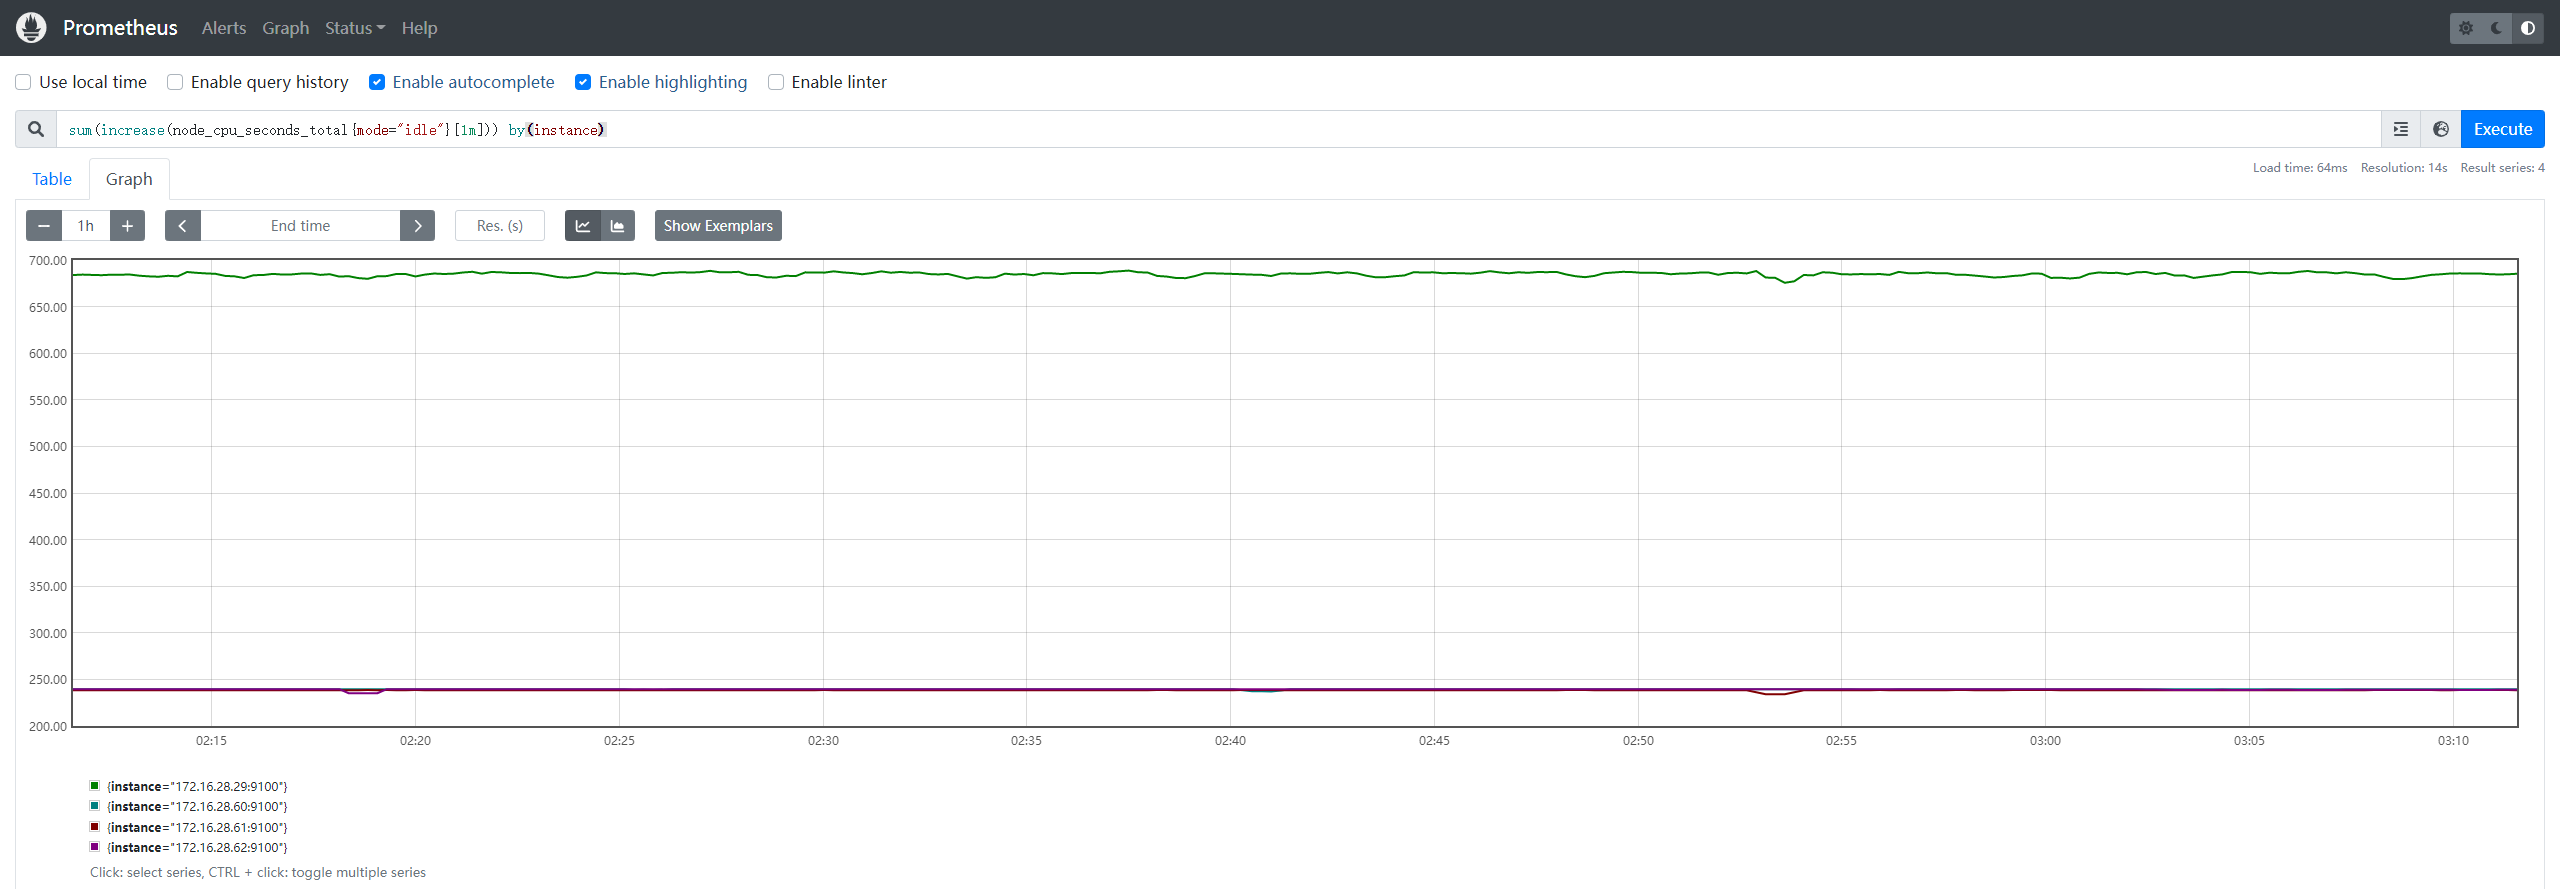 Prometheus Alerts Graph Status Help
Use local time Enable query history Enable autocomplete Enable highlighting Enable linter
sum(increase(node_cpu_seconds_total{mode="idle"}[1m])) by(instance) Execute
Table Graph Load time: 64ms Resolution: 14s Result series: 4
− 1h + End time Res. (s) Show Exemplars
700.00
650.00
600.00
550.00
500.00
450.00
400.00
350.00
300.00
250.00
200.00
02:15 02:20 02:25 02:30 02:35 02:40 02:45 02:50 02:55 03:00 03:05 03:10
{instance="172.16.28.29:9100"}
{instance="172.16.28.60:9100"}
{instance="172.16.28.61:9100"}
{instance="172.16.28.62:9100"}
Click: select series, CTRL + click: toggle multiple series